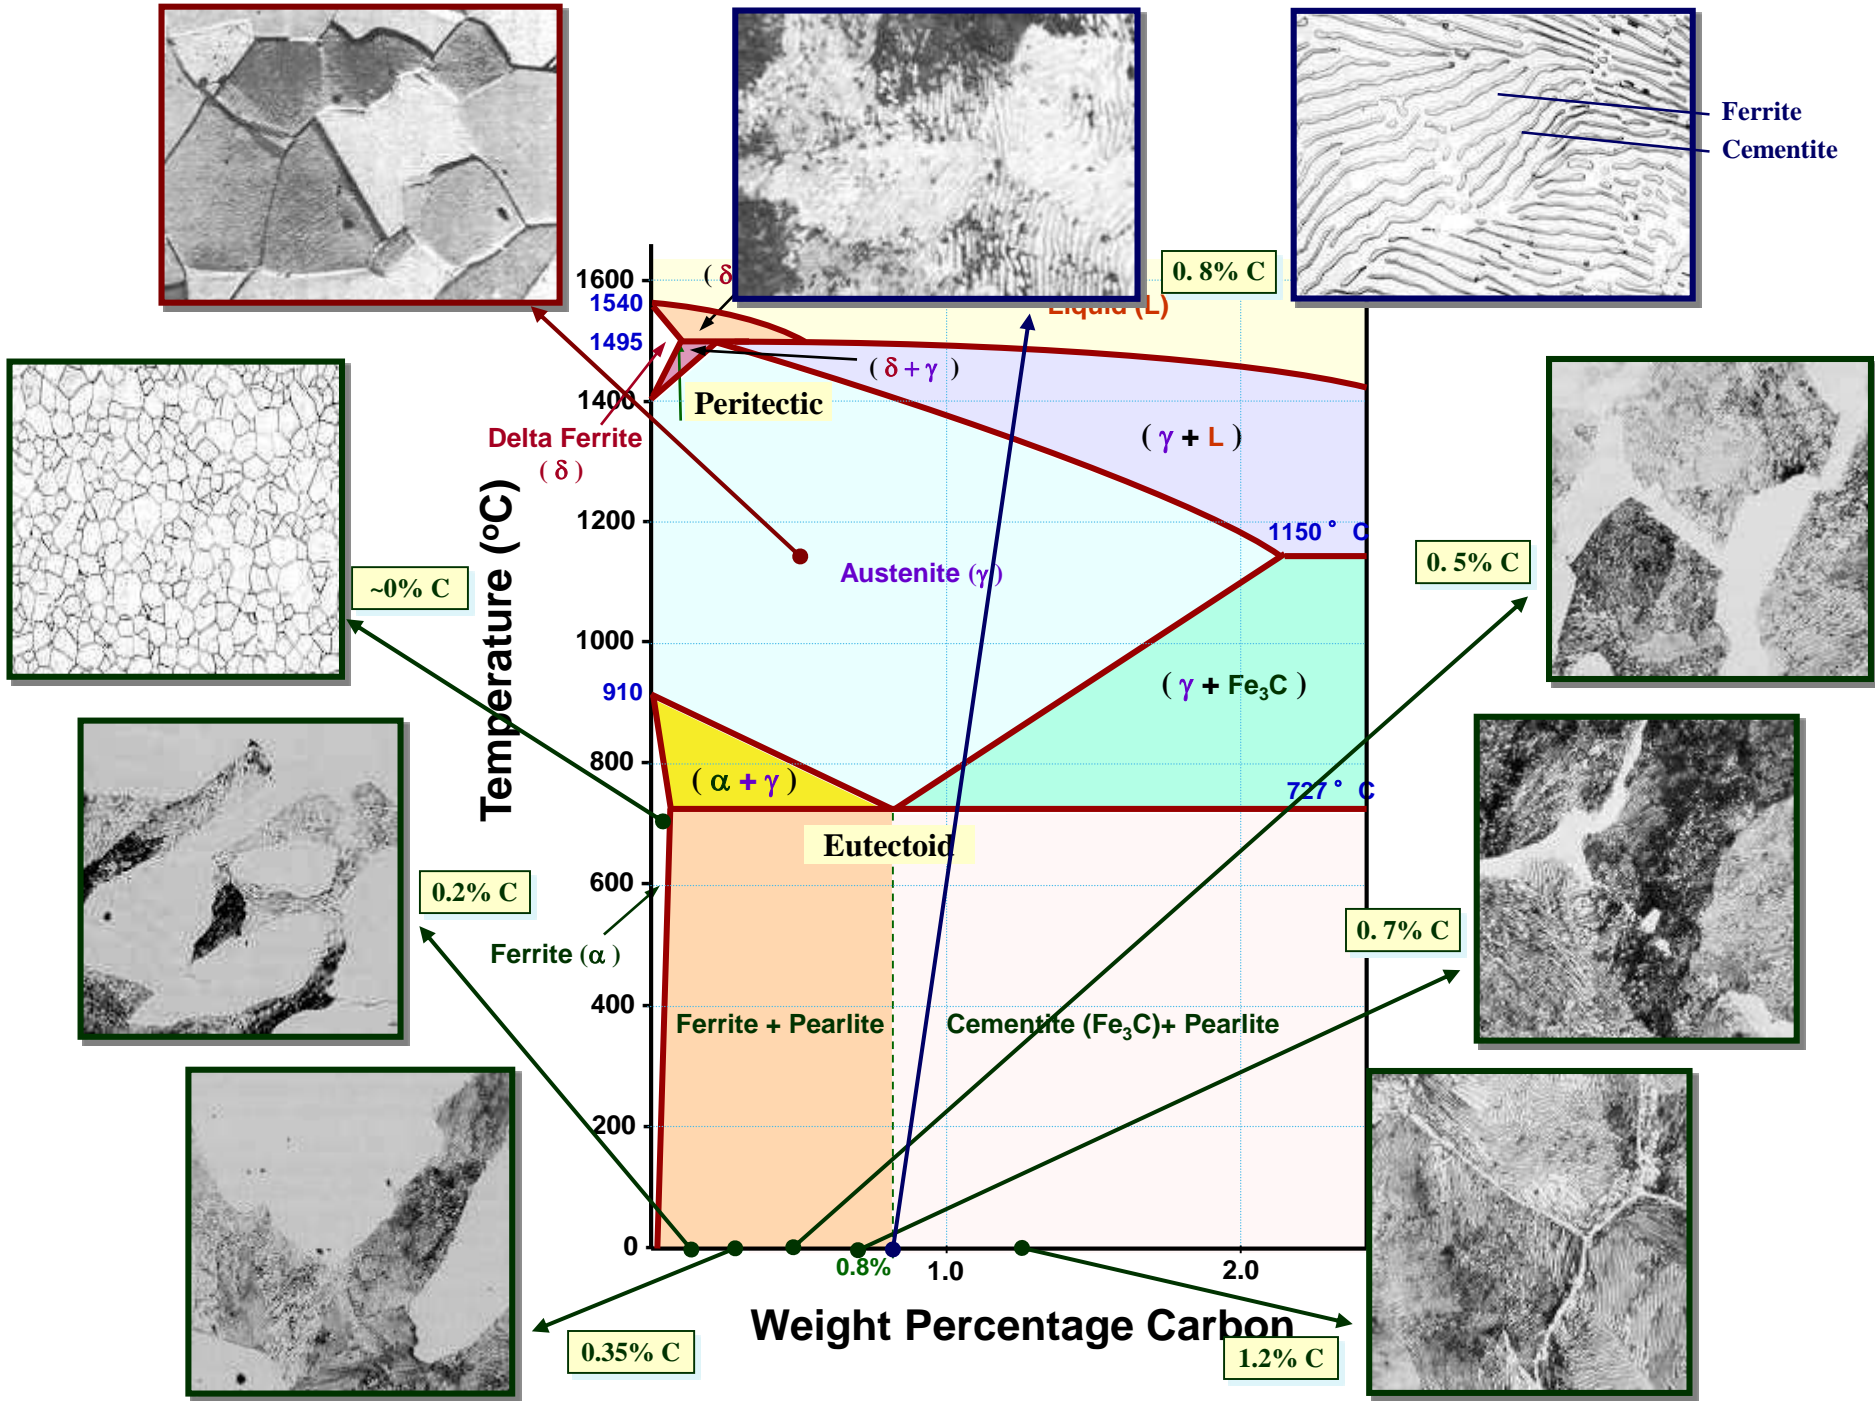 Ferrite
Cementite
0. 8% C
1600
( δ
1540
Liquid (L)
1495
( δ + γ )
1400
Peritectic
Delta Ferrite
( δ )
( γ + L )
1200
1150 ° C
Austenite (γ)
0. 5% C
~0% C
1000
Temperature (oC)
910
( γ + Fe₃C )
800
( α + γ )
727 ° C
Eutectoid
600
0.2% C
0. 7% C
Ferrite (α )
400
Ferrite + Pearlite
Cementite (Fe₃C)+ Pearlite
200
0
0.8%
1.0
2.0
Weight Percentage Carbon
0.35% C
1.2% C